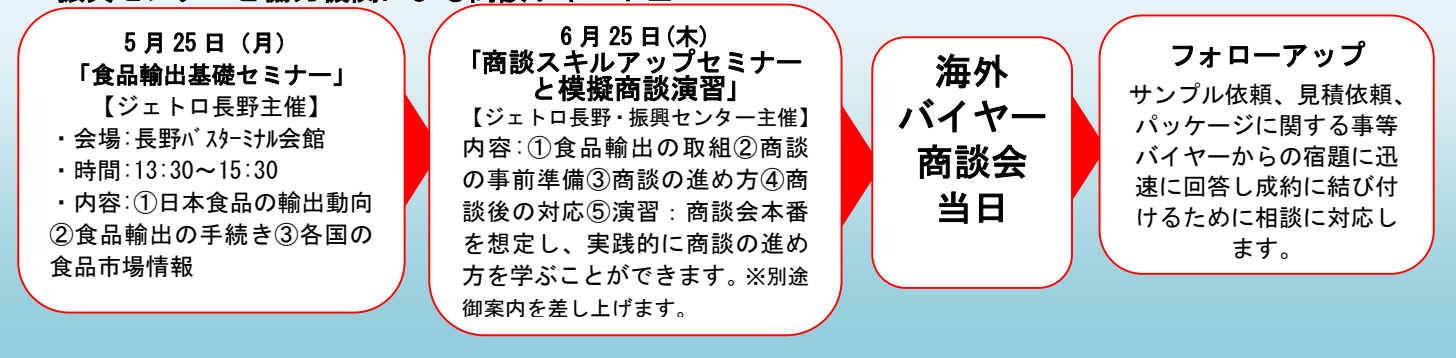 5月25日（月）
「食品輸出基礎セミナー」
【ジェトロ長野主催】
・会場:長野ﾊﾞｽﾀｰﾐﾅﾙ会館
・時間:13:30～15:30
・内容:①日本食品の輸出動向
②食品輸出の手続き③各国の
食品市場情報
6月25日(木)
「商談スキルアップセミナー
と模擬商談演習」
【ジェトロ長野・振興センター主催】
内容:①食品輸出の取組②商談
の事前準備③商談の進め方④商
談後の対応⑤演習：商談会本番
を想定し、実践的に商談の進め
方を学ぶことができます。※別途
御案内を差し上げます。
海外
バイヤー
商談会
当日
フォローアップ
サンプル依頼、見積依頼、
パッケージに関する事等
バイヤーからの宿題に迅
速に回答し成約に結び付
けるために相談に対応し
ます。